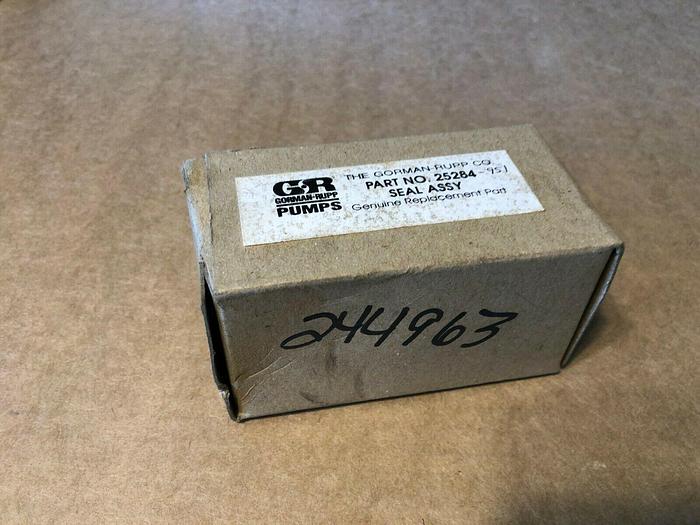 G·R
GORMAN-RUPP
PUMPS
THE GORMAN-RUPP CO.
PART NO. 25284-951
SEAL ASSY
Genuine Replacement Part
244963